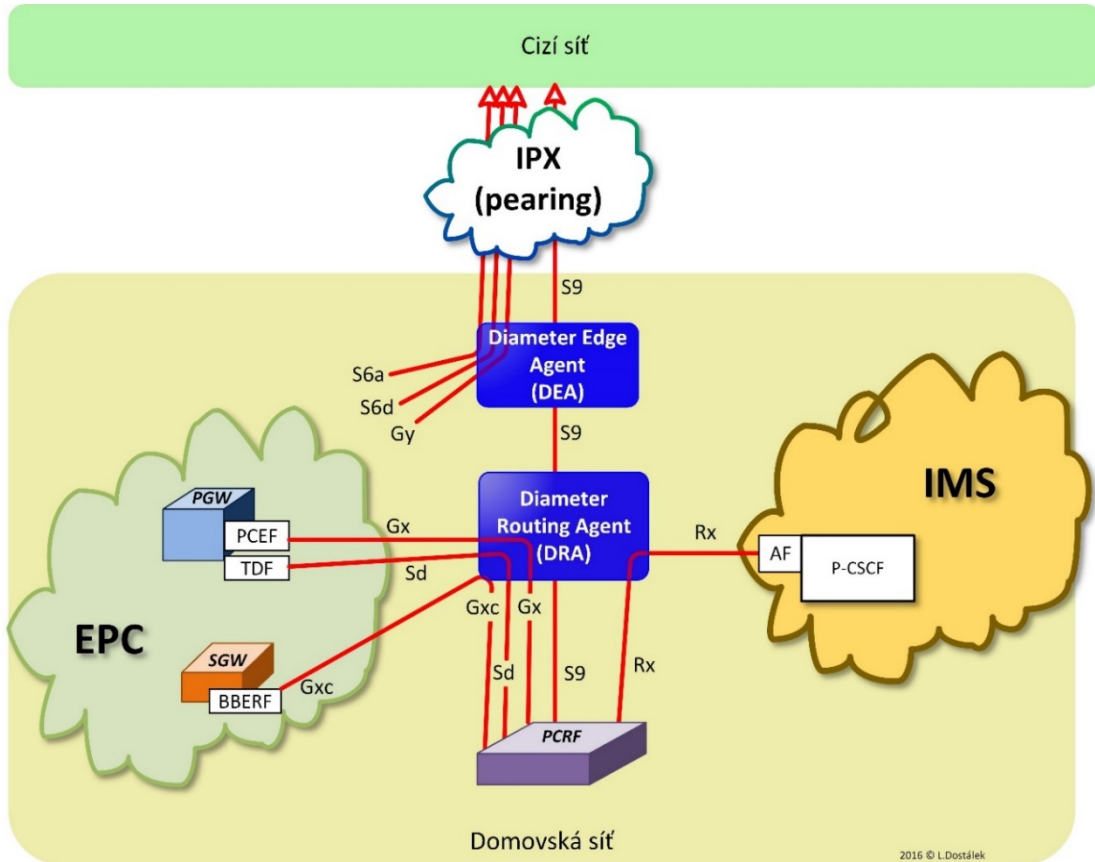 Cizí síť
IPX
(pearing)
S9
Diameter Edge
Agent
(DEA)
S6a
S6d
Gy
S9
PGW
PCEF
TDF
Gx
Sd
Diameter
Routing Agent
(DRA)
Rx
IMS
AF
P-CSCF
EPC
SGW
BBERF
Gxc
Gxc
Gx
Sd
S9
Rx
PCRF
Domovská síť
2016 © L.Dostálek